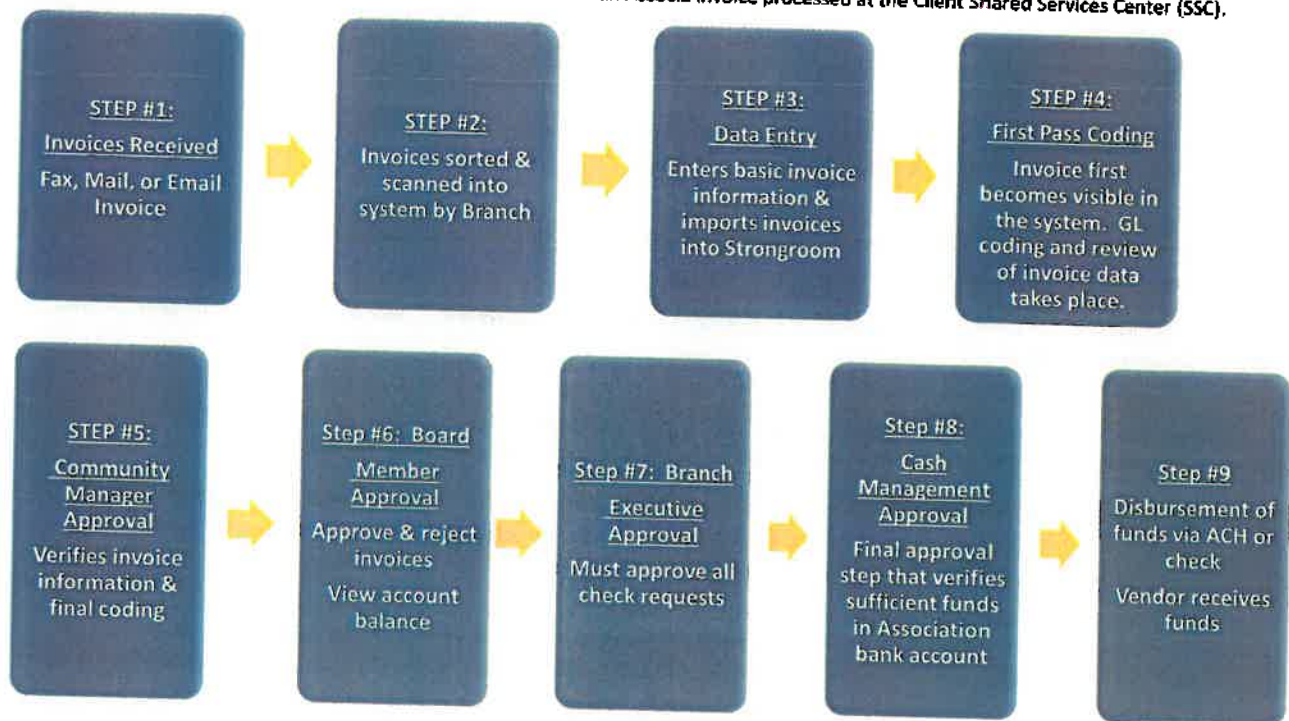 Invoice processed at the Client Shared Services Center (SSC).
STEP #1:
Invoices Received
Fax, Mail, or Email
Invoice
STEP #2:
Invoices sorted &
scanned into
system by Branch
STEP #3:
Data Entry
Enters basic invoice
information &
imports invoices
into Strongroom
STEP #4:
First Pass Coding
Invoice first
becomes visible in
the system. GL
coding and review
of invoice data
takes place.
STEP #5:
Community
Manager
Approval
Verifies invoice
information &
final coding
Step #6: Board
Member
Approval
Approve & reject
invoices
View account
balance
Step #7: Branch
Executive
Approval
Must approve all
check requests
Step #8:
Cash
Management
Approval
Final approval
step that verifies
sufficient funds
in Association
bank account
Step #9
Disbursement of
funds via ACH or
check
Vendor receives
funds